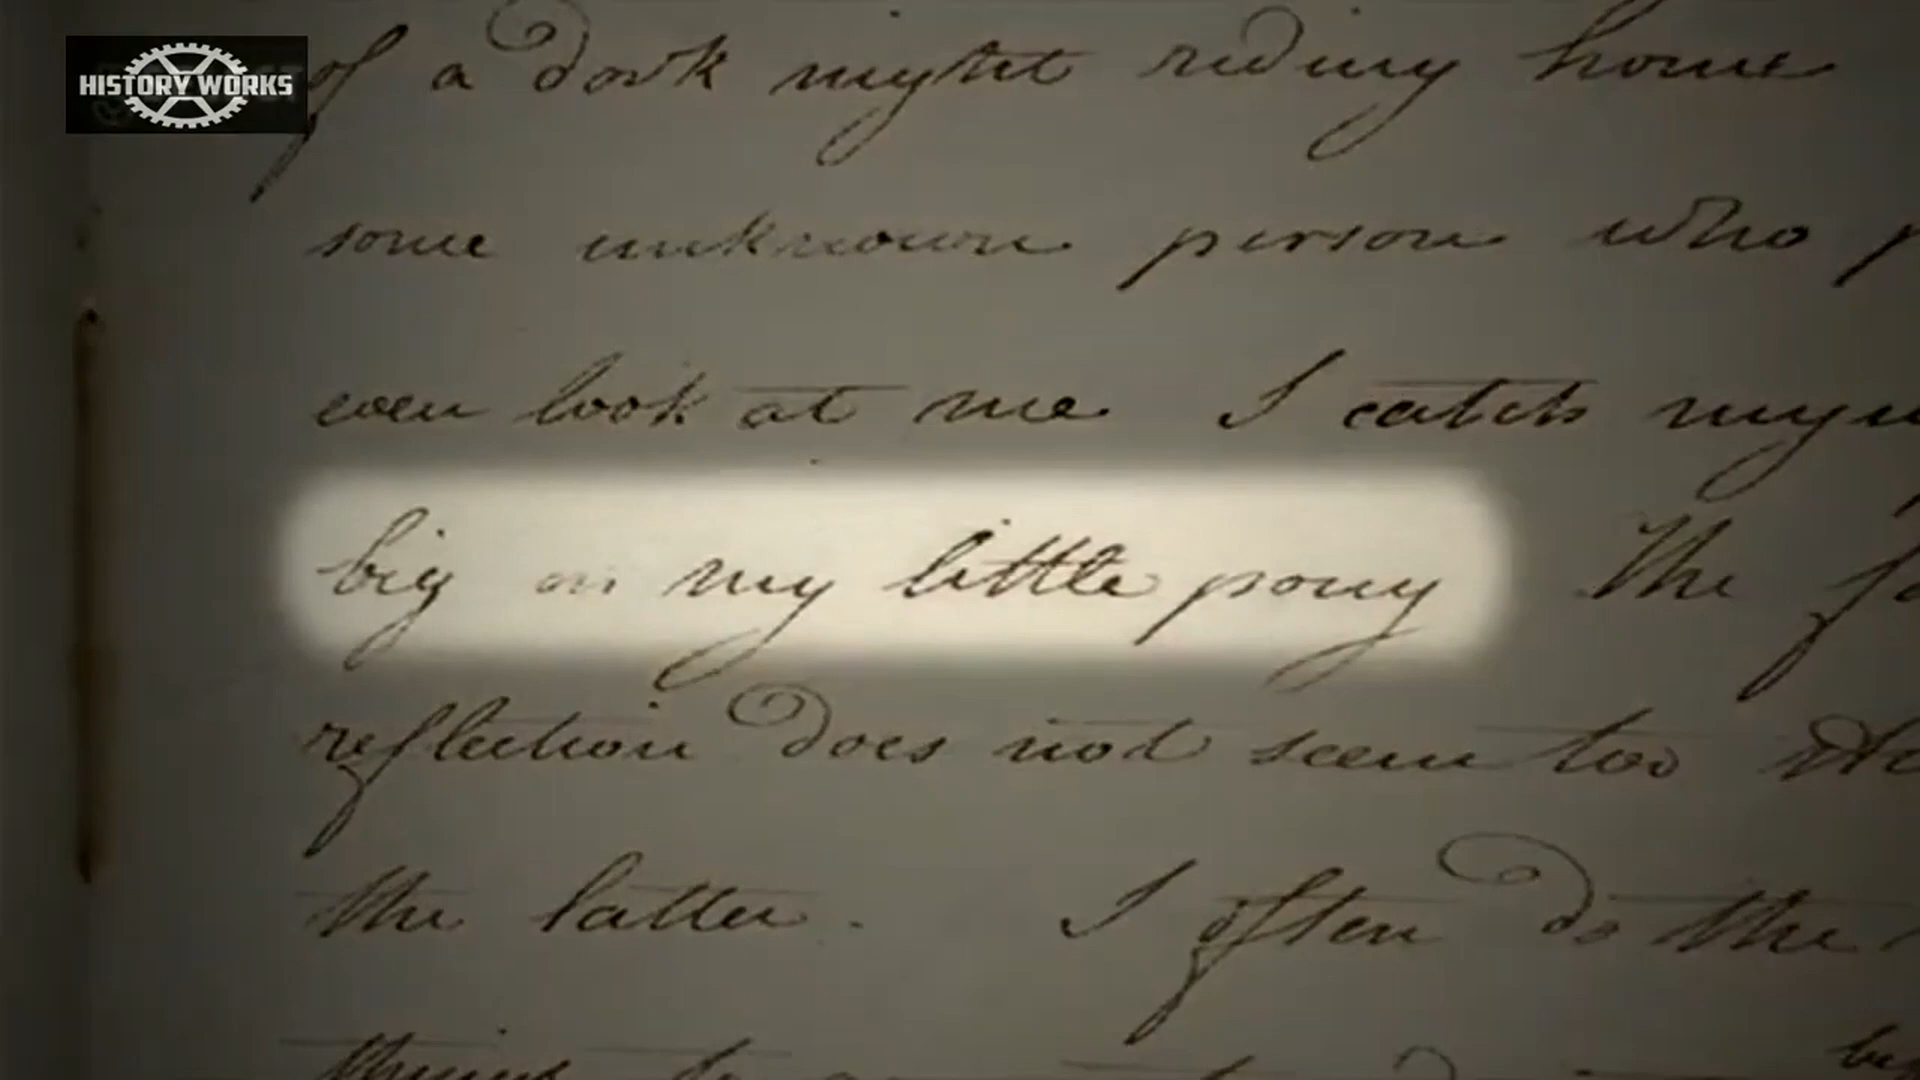 HISTORY WORKS
of a dark night riding home
some unknown person who
even look at me I catch
big on my little pony The
reflection does not seem too
the latter. I often do the
things